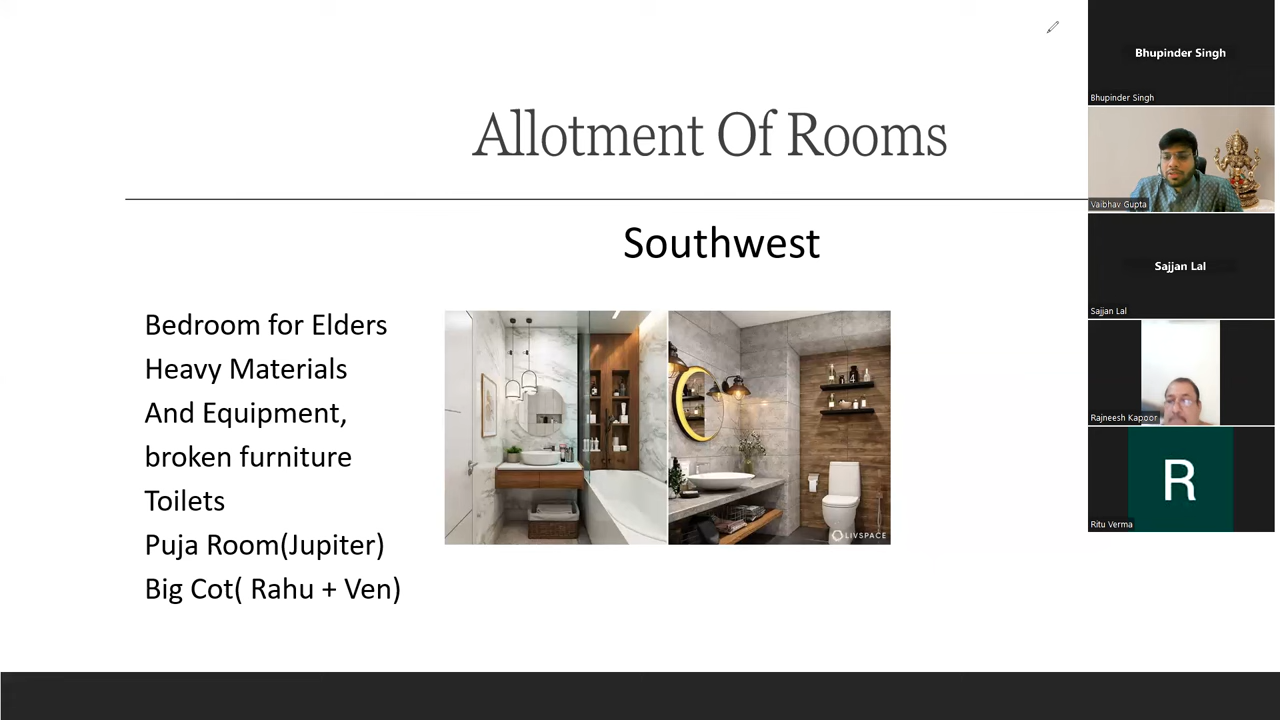 Allotment Of Rooms
Southwest
Bedroom for Elders
Heavy Materials
And Equipment,
broken furniture
Toilets
Puja Room(Jupiter)
Big Cot( Rahu + Ven)
LIVSPACE
Bhupinder Singh
Bhupinder Singh
Vaibhav Gupta
Sajjan Lal
Sajjan Lal
Rajneesh Kapoor
R
Ritu Verma